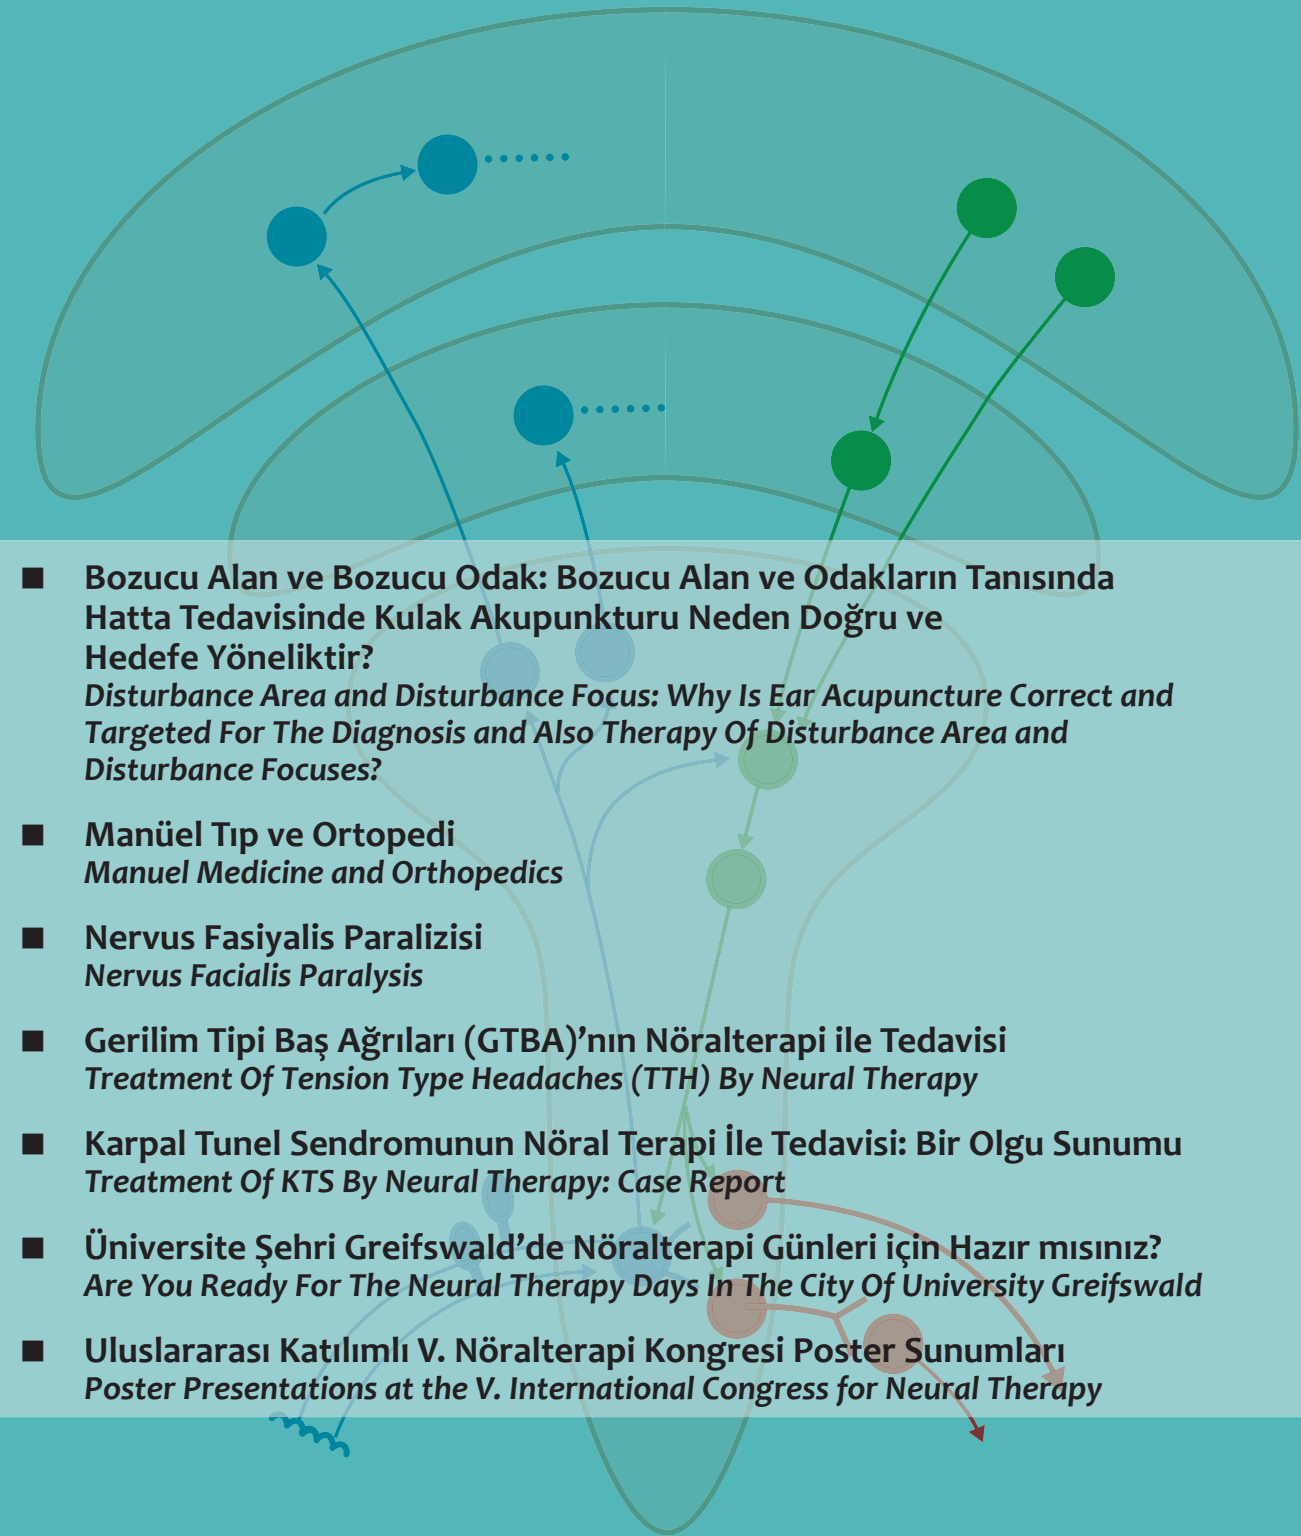 ■ Bozucu Alan ve Bozucu Odak: Bozucu Alan ve Odakların Tanısında
Hatta Tedavisinde Kulak Akupunkturu Neden Doğru ve
Hedefe Yöneliktir?
Disturbance Area and Disturbance Focus: Why Is Ear Acupuncture Correct and
Targeted For The Diagnosis and Also Therapy Of Disturbance Area and
Disturbance Focuses?
■ Manüel Tıp ve Ortopedi
Manuel Medicine and Orthopedics
■ Nervus Fasiyalis Paralizisi
Nervus Facialis Paralysis
■ Gerilim Tipi Baş Ağrıları (GTBA)’nın Nöralterapi ile Tedavisi
Treatment Of Tension Type Headaches (TTH) By Neural Therapy
■ Karpal Tunel Sendromunun Nöral Terapi İle Tedavisi: Bir Olgu Sunumu
Treatment Of KTS By Neural Therapy: Case Report
■ Üniversite Şehri Greifswald’de Nöralterapi Günleri için Hazır mısınız?
Are You Ready For The Neural Therapy Days In The City Of University Greifswald
■ Uluslararası Katılımlı V. Nöralterapi Kongresi Poster Sunumları
Poster Presentations at the V. International Congress for Neural Therapy